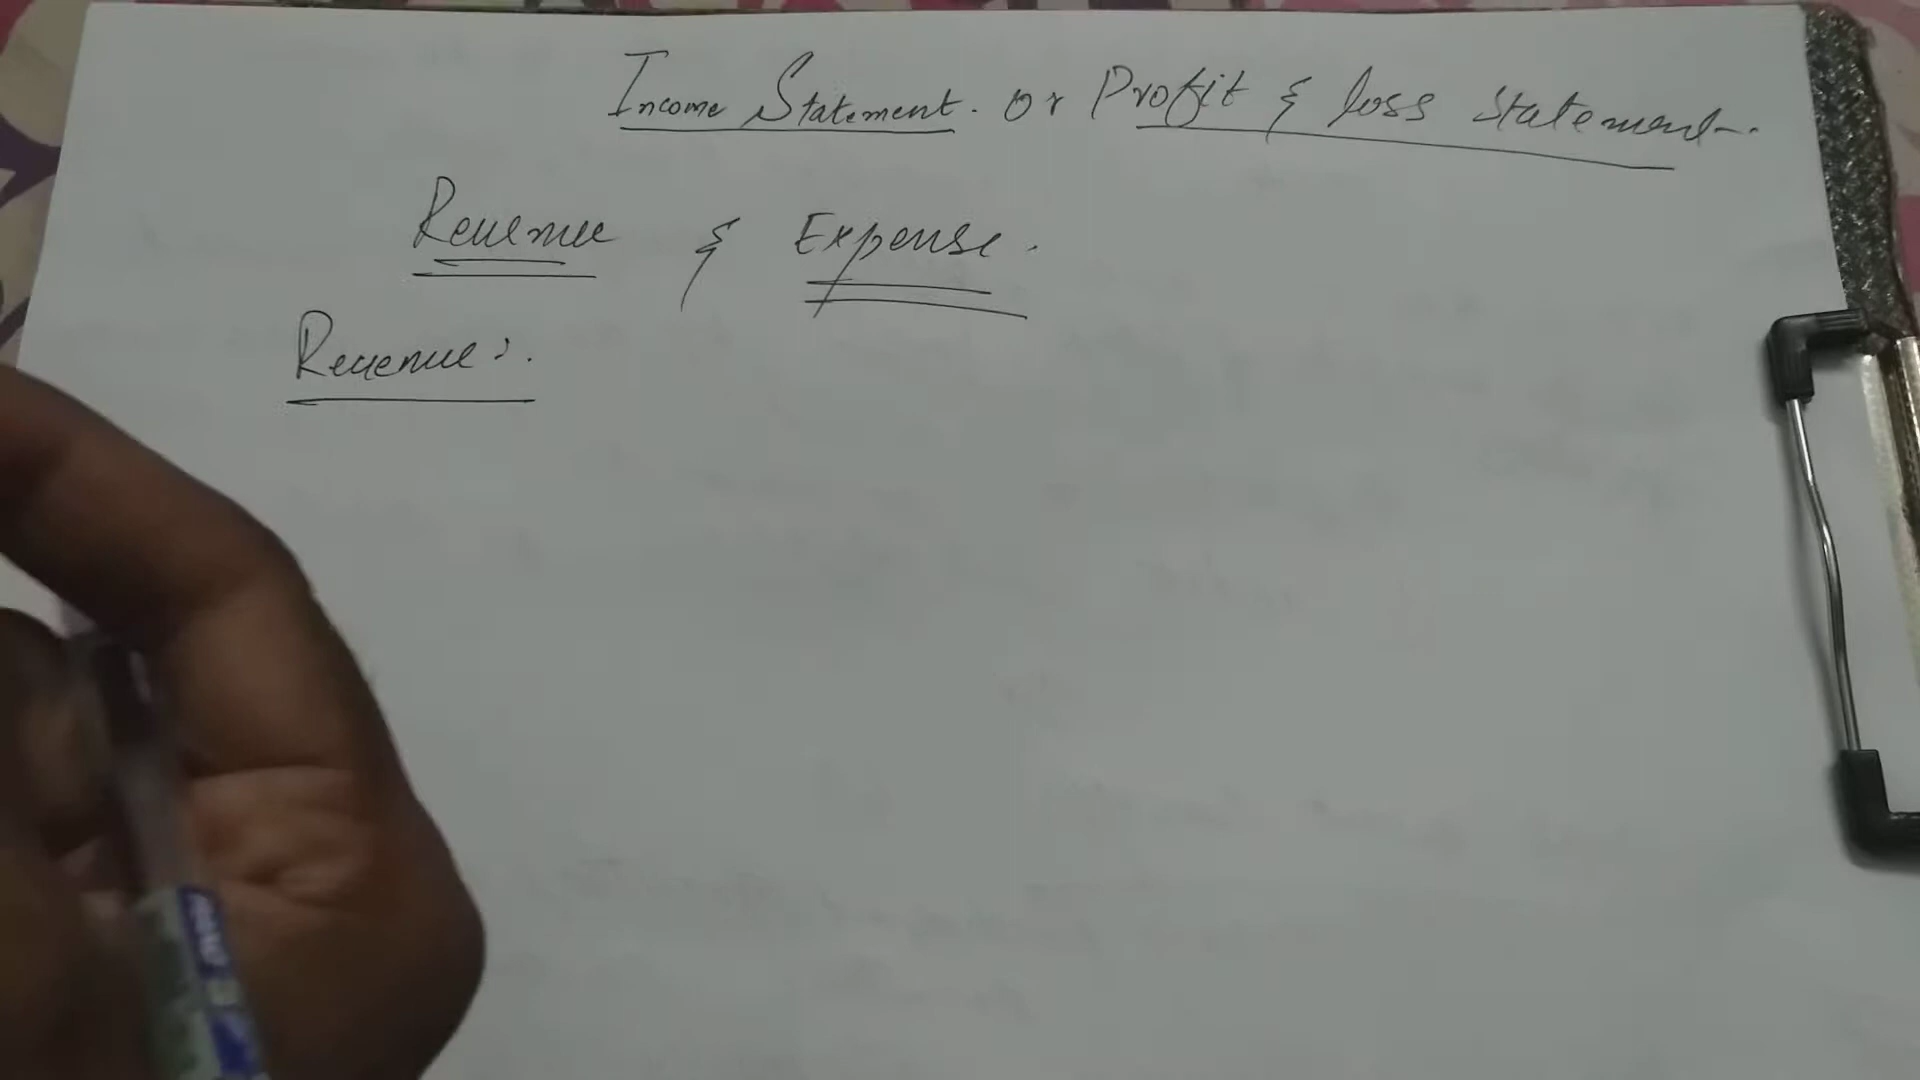 Income Statement. or Profit & loss statement.
Revenue & Expense.
Revenue:.